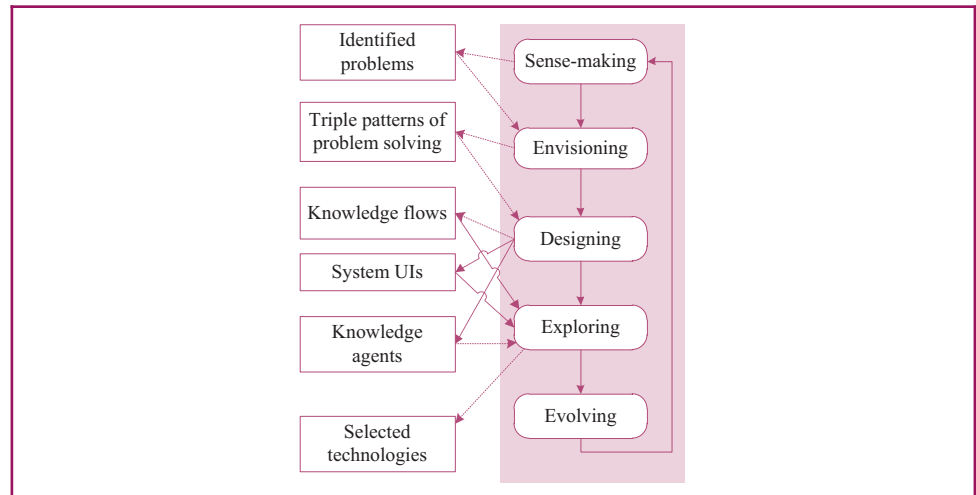 Identified
problems
Sense-making
Triple patterns of
problem solving
Envisioning
Knowledge flows
Designing
System UIs
Knowledge
agents
Exploring
Selected
technologies
Evolving